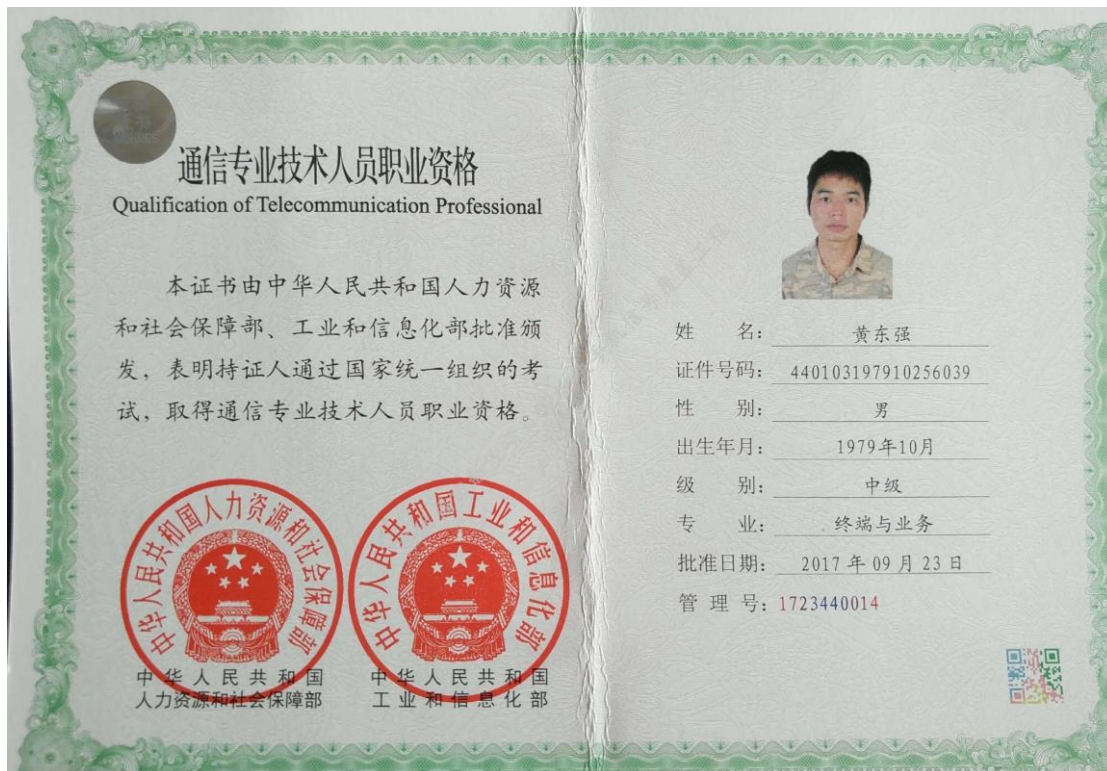 通信专业技术人员职业资格
Qualification of Telecommunication Professional
本证书由中华人民共和国人力资源
和社会保障部、工业和信息化部批准颁
发，表明持证人通过国家统一组织的考
试，取得通信专业技术人员职业资格。
中华人民共和国人力资源和社会保障部
中华人民共和国
人力资源和社会保障部
中华人民共和国工业和信息化部
中华人民共和国
工业和信息化部
姓 名： 黄东强
证件号码： 440103197910256039
性 别： 男
出生年月： 1979年10月
级 别： 中级
专 业： 终端与业务
批准日期： 2017 年 09 月 23 日
管 理 号：1723440014